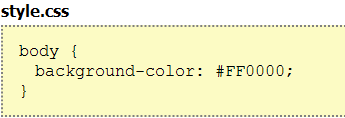 style.css
body {
  background-color: #FF0000;
}